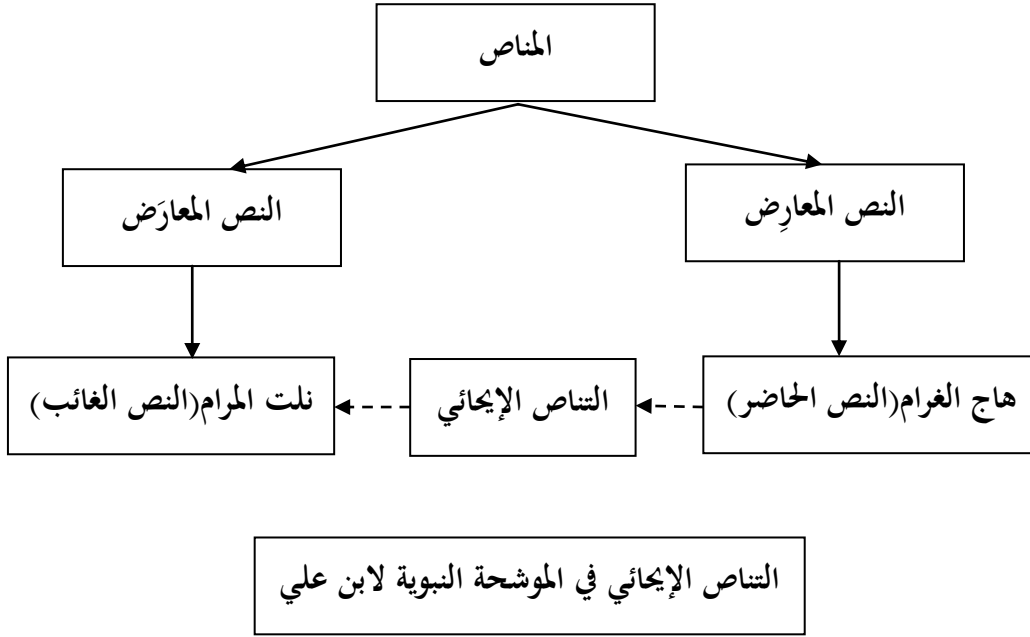 المناص
النص المعارِض
النص المعارَض
هاج الغرام(النص الحاضر)
التناص الإيحائي
نلت المرام(النص الغائب)
التناص الإيحائي في الموشحة النبوية لابن علي